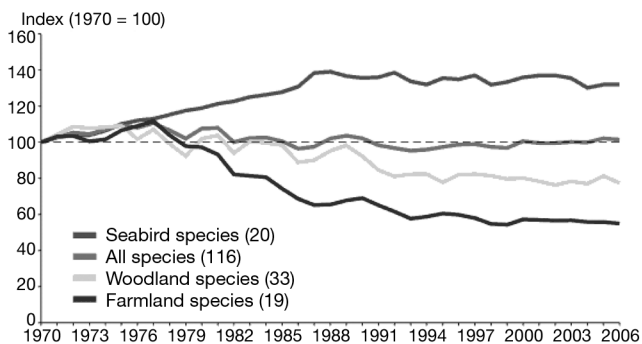 Index (1970 = 100)
160
140
120
100
80
60
40
20
0
Seabird species (20)
All species (116)
Woodland species (33)
Farmland species (19)
1970 1973 1976 1979 1982 1985 1988 1991 1994 1997 2000 2003 2006